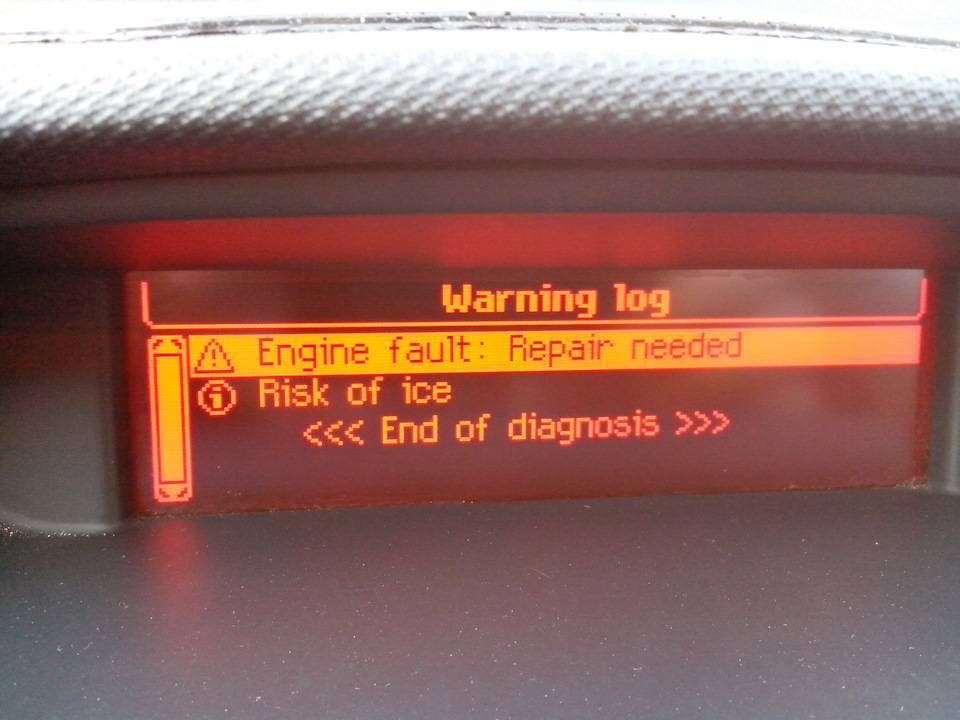 Warning log
Engine fault: Repair needed
Risk of ice
<<< End of diagnosis >>>